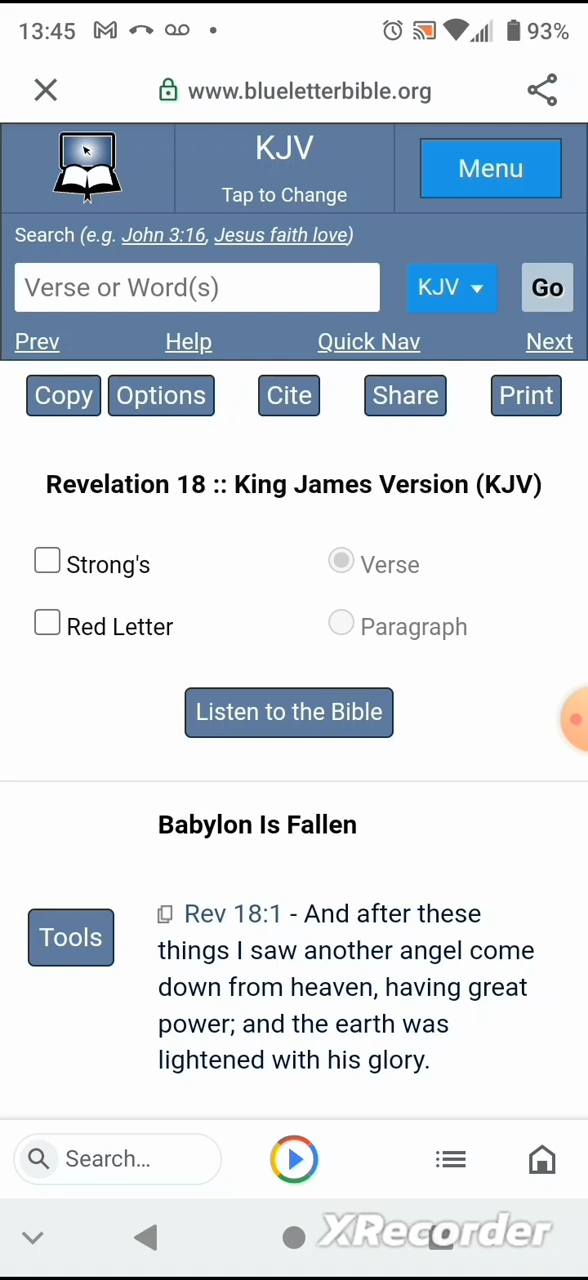 13:45 93%
www.blueletterbible.org
KJV
Tap to Change
Menu
Search (e.g. John 3:16, Jesus faith love)
Verse or Word(s) KJV Go
Prev Help Quick Nav Next
Copy Options Cite Share Print
Revelation 18 :: King James Version (KJV)
Strong's Verse
Red Letter Paragraph
Listen to the Bible
Babylon Is Fallen
Tools
Rev 18:1 - And after these
things I saw another angel come
down from heaven, having great
power; and the earth was
lightened with his glory.
Search...
XRecorder